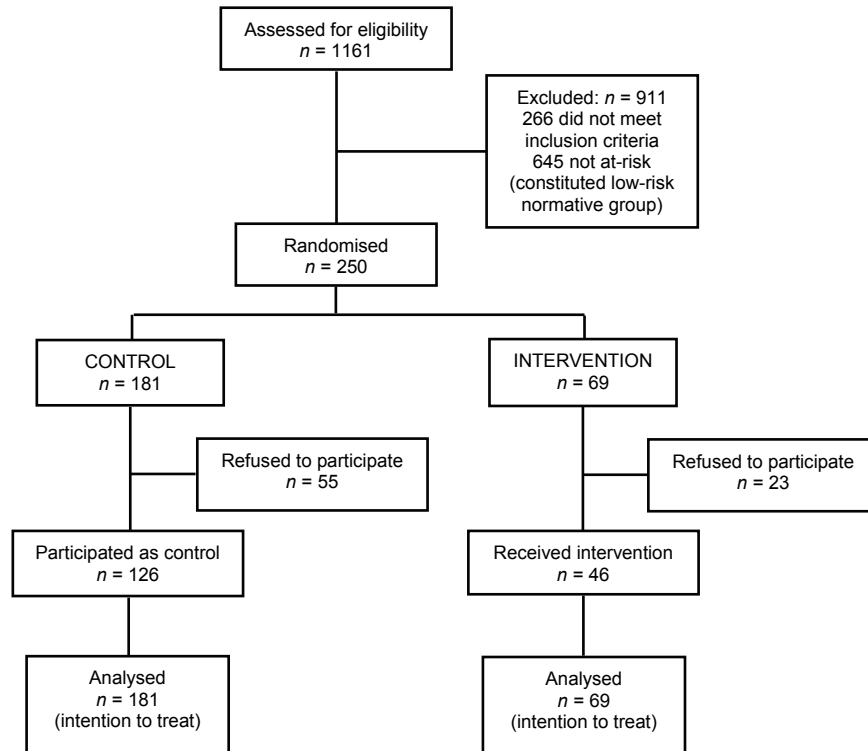 Assessed for eligibility
n = 1161
Excluded: n = 911
266 did not meet
inclusion criteria
645 not at-risk
(constituted low-risk
normative group)
Randomised
n = 250
CONTROL
n = 181
INTERVENTION
n = 69
Refused to participate
n = 55
Refused to participate
n = 23
Participated as control
n = 126
Received intervention
n = 46
Analysed
n = 181
(intention to treat)
Analysed
n = 69
(intention to treat)